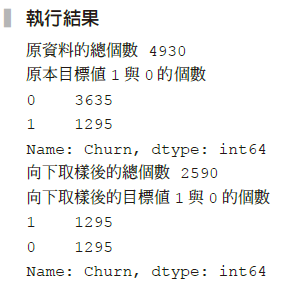 執行結果
原資料的總個數 4930
原本目標值 1 與 0 的個數
0    3635
1    1295
Name: Churn, dtype: int64
向下取樣後的總個數 2590
向下取樣後的目標值 1 與 0 的個數
1    1295
0    1295
Name: Churn, dtype: int64